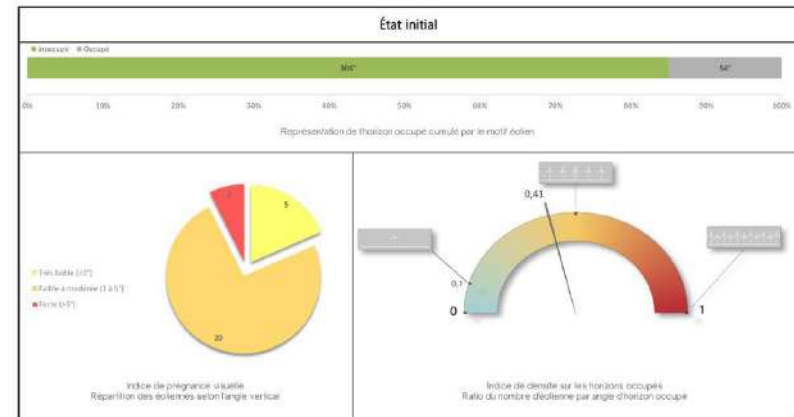 État initial
Inoccupé Occupé
306° 54°
0% 10% 20% 30% 40% 50% 60% 70% 80% 90% 100%
Représentation de l'horizon occupé cumulé par le motif éolien
5
20
Très faible (<1°)
Faible à modérée (1 à 5°)
Forte (>5°)
Indice de prégnance visuelle
Répartition des éoliennes selon l'angle vertical
0,41
0,1
0
1
Indice de densité sur les horizons occupés
Ratio du nombre d'éolienne par angle d'horizon occupé